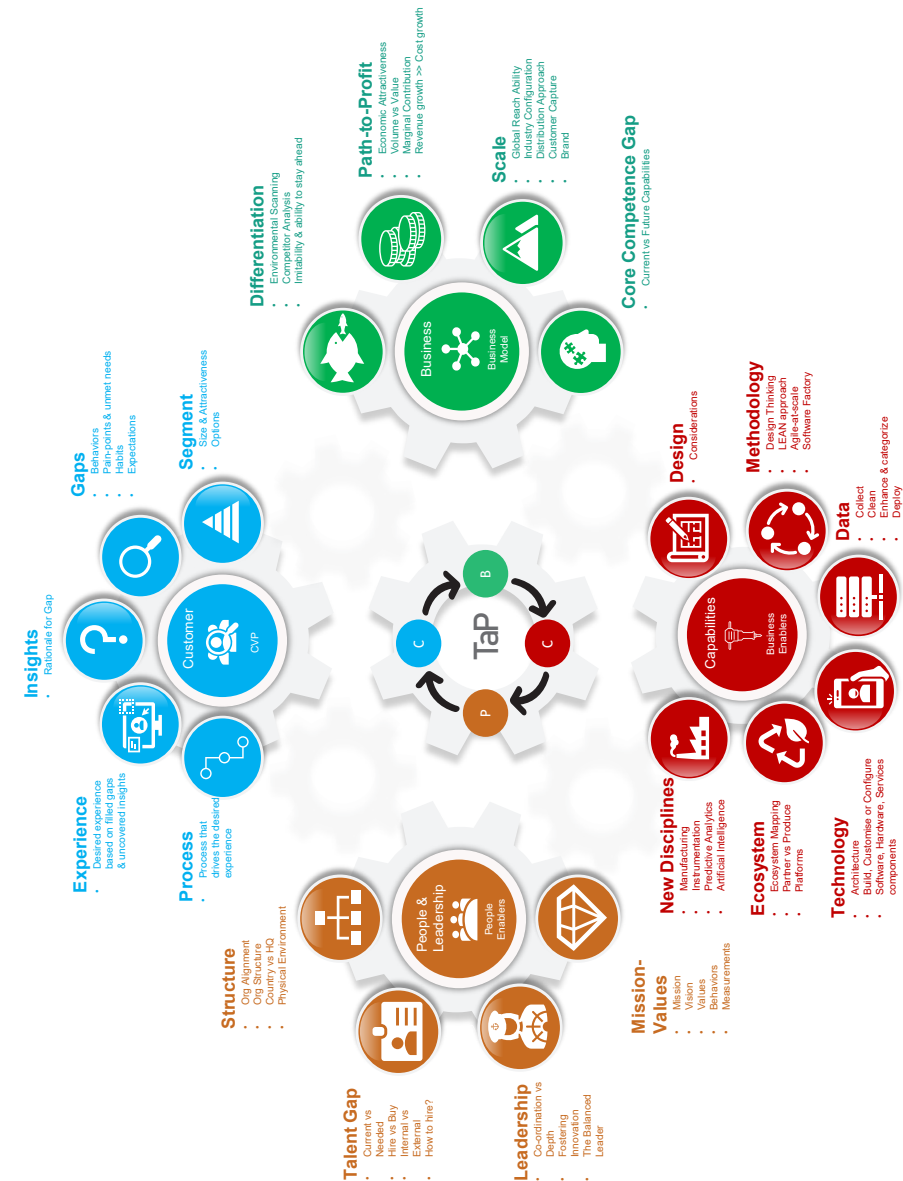 Insights
• Rationale for Gap
Experience
• Desired experience
based on filled gaps
& uncovered insights
Gaps
• Behaviors
• Pain-points & unmet needs
• Habits
• Expectations
Process
• Process that
drives the desired
experience
Segment
• Size & Attractiveness
• Options
Customer
CVP
Structure
• Org Alignment
• Org Structure
• Country vs HQ
• Physical Environment
Talent Gap
• Current vs
Needed
• Hire vs Buy
• Internal vs
External
• How to hire?
Leadership
• Co-ordination vs
Depth
• Fostering
Innovation
• The Balanced
Leader
Mission-
Values
• Mission
• Vision
• Values
• Behaviors
• Measurements
People &
Leadership
People
Enablers
C
P
TaP
B
C
Differentiation
• Environmental Scanning
• Competitor Analysis
• Imitability & ability to stay ahead
Path-to-Profit
• Economic Attractiveness
• Volume vs Value
• Marginal Contribution
• Revenue growth >> Cost growth
Scale
• Global Reach Ability
• Industry Configuration
• Distribution Approach
• Customer Capture
• Brand
Core Competence Gap
• Current vs Future Capabilities
Business
Business
Model
New Disciplines
• Manufacturing
• Instrumentation
• Predictive Analytics
• Artificial Intelligence
Ecosystem
• Ecosystem Mapping
• Partner vs Produce
• Platforms
Technology
• Architecture
• Build, Customise or Configure
• Software, Hardware, Services
components
Capabilities
Business
Enablers
Design
• Considerations
Methodology
• Design Thinking
• LEAN approach
• Agile-at-scale
• Software Factory
Data
• Collect
• Clean
• Enhance & categorize
• Deploy